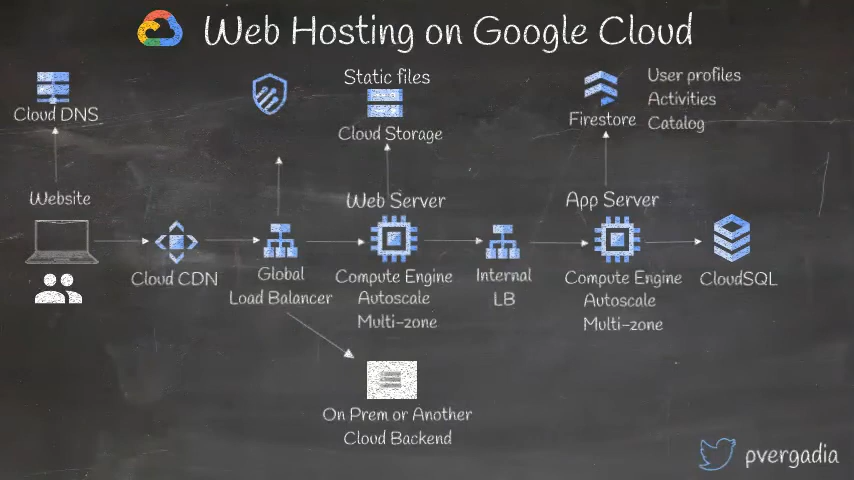 Web Hosting on Google Cloud
Static files
User profiles
Activities
Catalog
Cloud DNS
Cloud Storage
Firestore
Website
Web Server
App Server
Cloud CDN
Global
Load Balancer
Compute Engine
Autoscale
Multi-zone
Internal
LB
Compute Engine
Autoscale
Multi-zone
CloudSQL
On Prem or Another
Cloud Backend
pvergadia